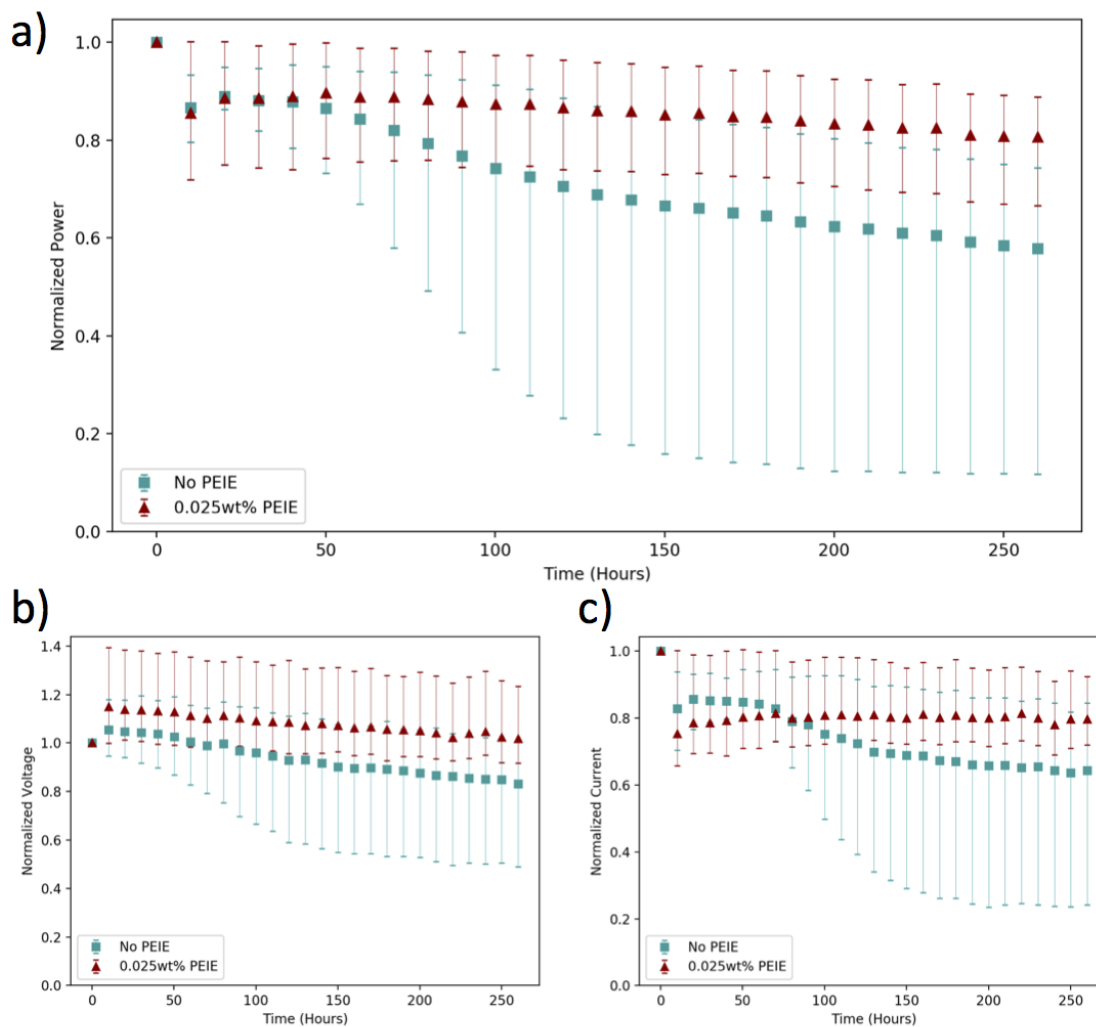 a)
1.0
0.8
0.6
0.4
0.2
0.0
Normalized Power
No PEIE
0.025wt% PEIE
0 50 100 150 200 250
Time (Hours)
b)
1.4
1.2
1.0
0.8
0.6
0.4
0.2
0.0
Normalized Voltage
No PEIE
0.025wt% PEIE
0 50 100 150 200 250
Time (Hours)
c)
1.0
0.8
0.6
0.4
0.2
0.0
Normalized Current
No PEIE
0.025wt% PEIE
0 50 100 150 200 250
Time (Hours)